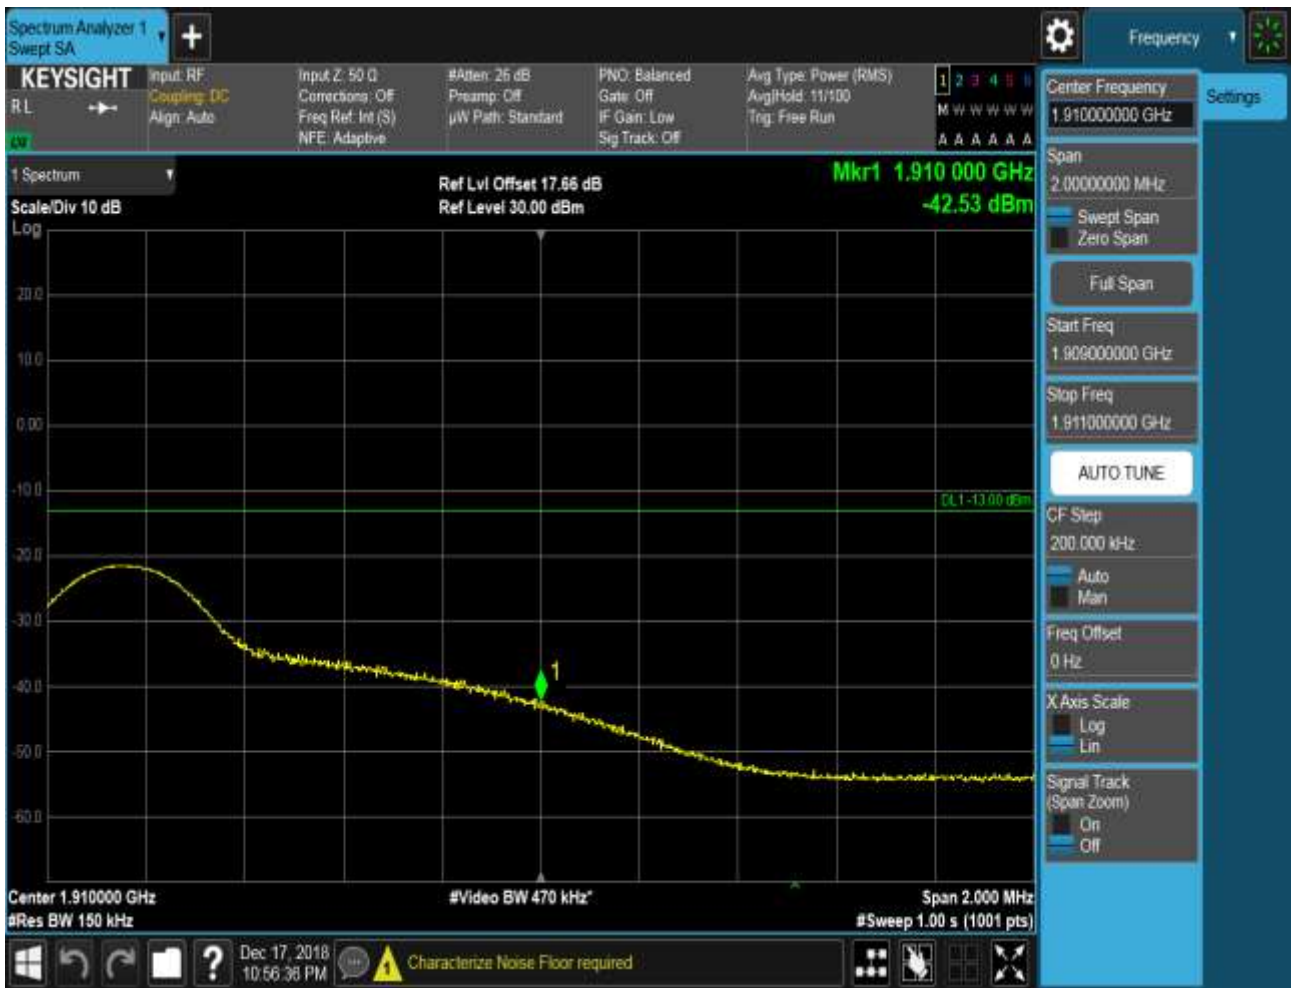 Spectrum Analyzer 1
Swept SA
Frequency
KEYSIGHT
R L
Input: RF
Coupling: DC
Align: Auto
Input Z: 50 Ω
Corrections: Off
Freq Ref: Int (S)
NFE: Adaptive
#Atten: 26 dB
Preamp: Off
µW Path: Standard
PNO: Balanced
Gate: Off
IF Gain: Low
Sig Track: Off
Avg Type: Power (RMS)
Avg|Hold: 11/100
Trig: Free Run
1 2 3 4 5 6
M W W W W W
A A A A A A
1 Spectrum
Scale/Div 10 dB
Log
Ref Lvl Offset 17.66 dB
Ref Level 30.00 dBm
Mkr1 1.910 000 GHz
-42.53 dBm
20.0
10.0
0.00
-10.0
DL1 -13.00 dBm
-20.0
-30.0
-40.0
1
-50.0
-60.0
Center 1.910000 GHz
#Video BW 470 kHz*
Span 2.000 MHz
#Res BW 150 kHz
#Sweep 1.00 s (1001 pts)
Dec 17, 2018
10:56:36 PM
?
1
Characterize Noise Floor required
Center Frequency
1.910000000 GHz
Settings
Span
2.00000000 MHz
Swept Span
Zero Span
Full Span
Start Freq
1.909000000 GHz
Stop Freq
1.911000000 GHz
AUTO TUNE
CF Step
200.000 kHz
Auto
Man
Freq Offset
0 Hz
X Axis Scale
Log
Lin
Signal Track
(Span Zoom)
On
Off